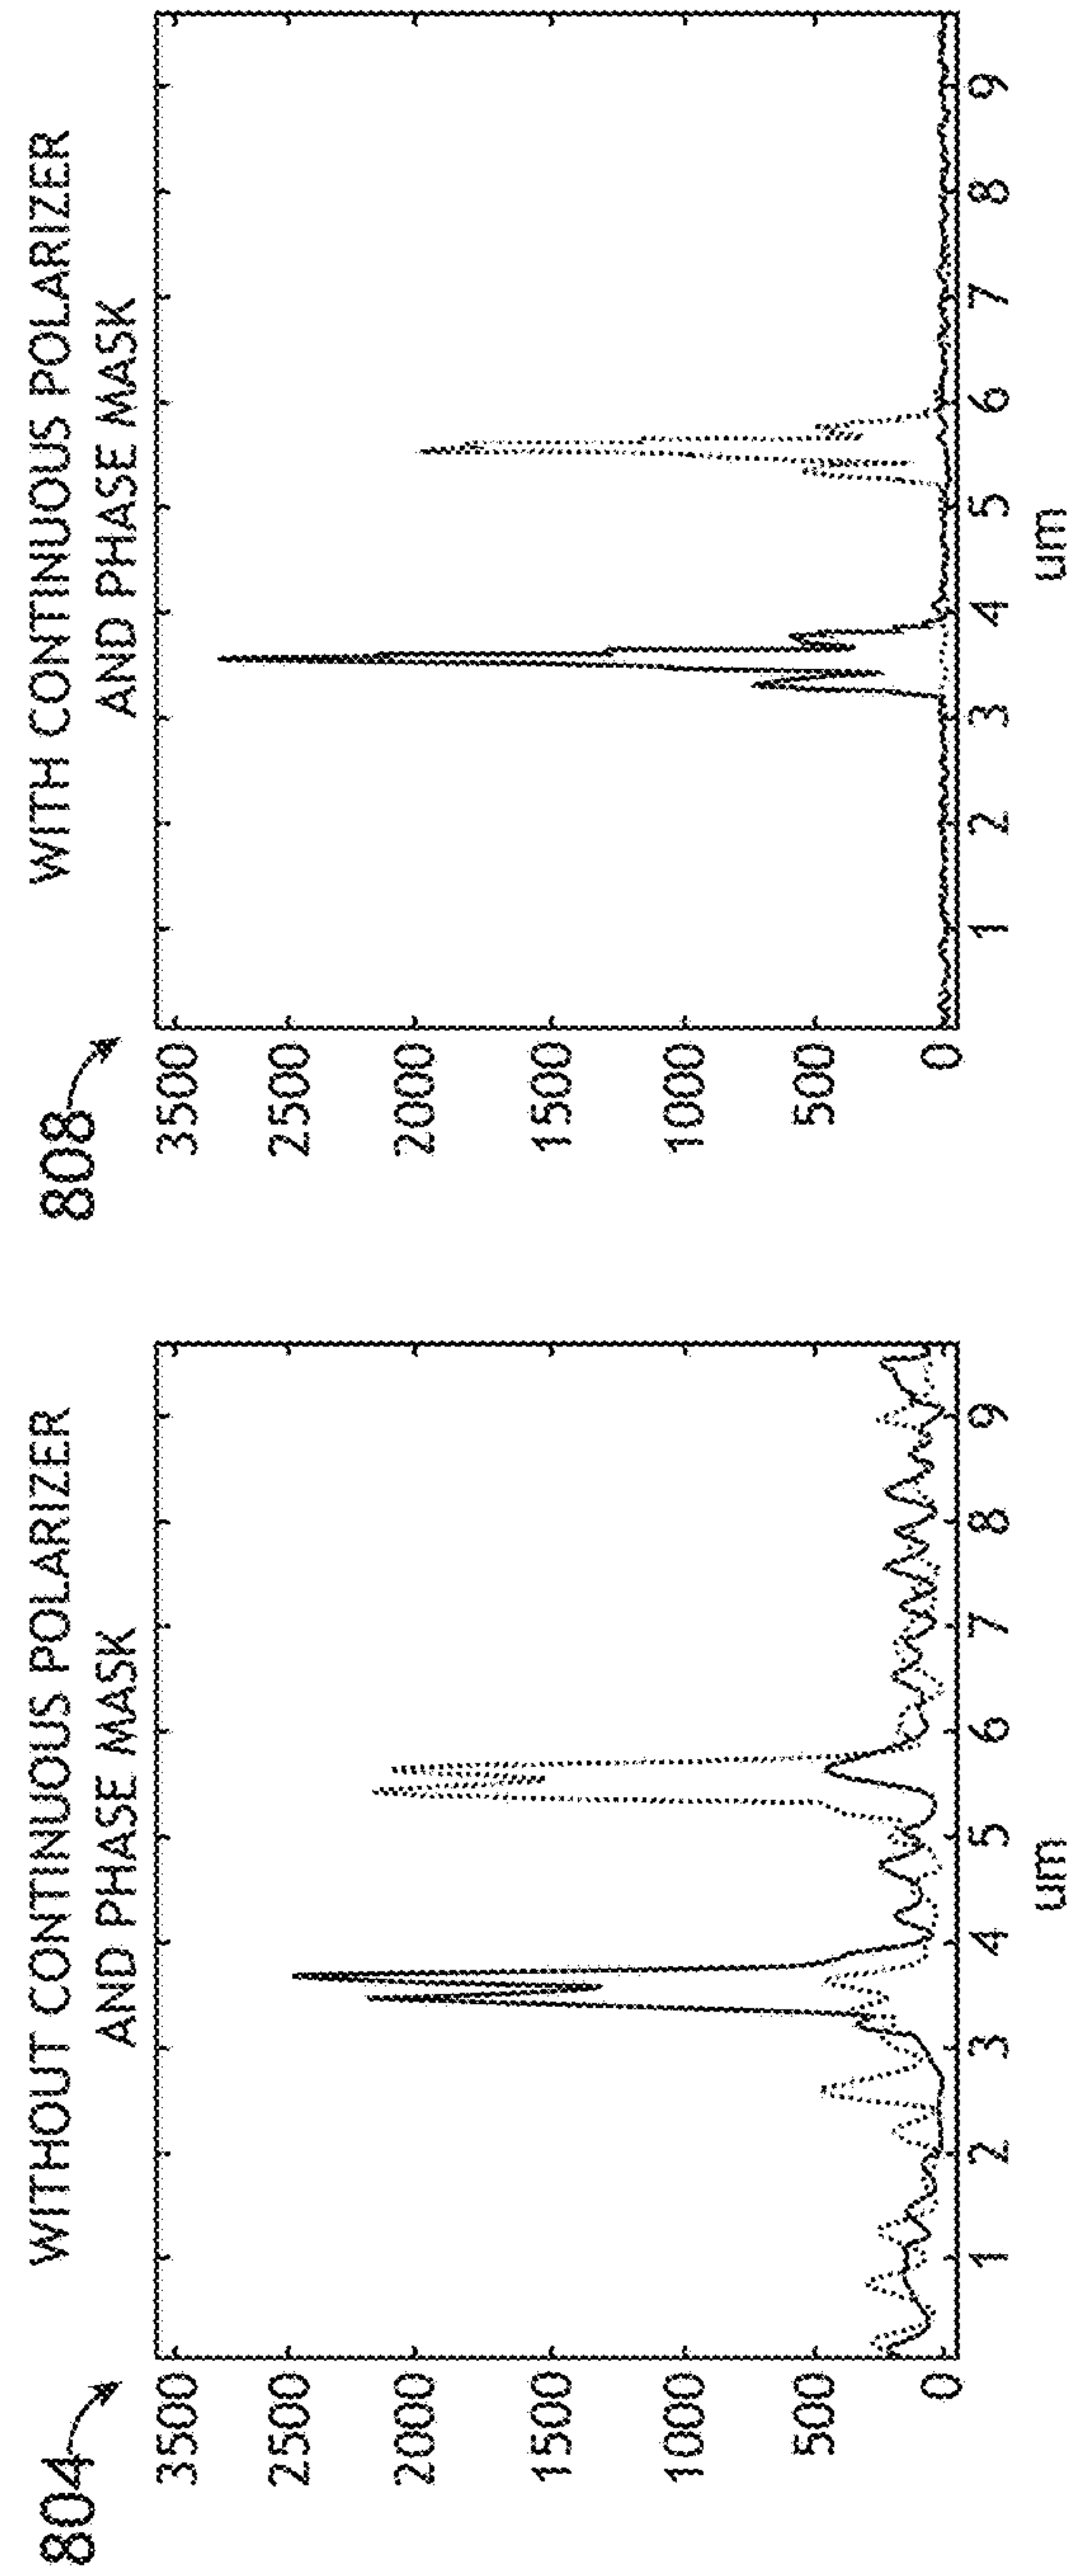 804
WITHOUT CONTINUOUS POLARIZER
AND PHASE MASK
3500
2500
2000
1500
1000
500
0
1 2 3 4 5 6 7 8 9
um
808
WITH CONTINUOUS POLARIZER
AND PHASE MASK
3500
2500
2000
1500
1000
500
0
1 2 3 4 5 6 7 8 9
um